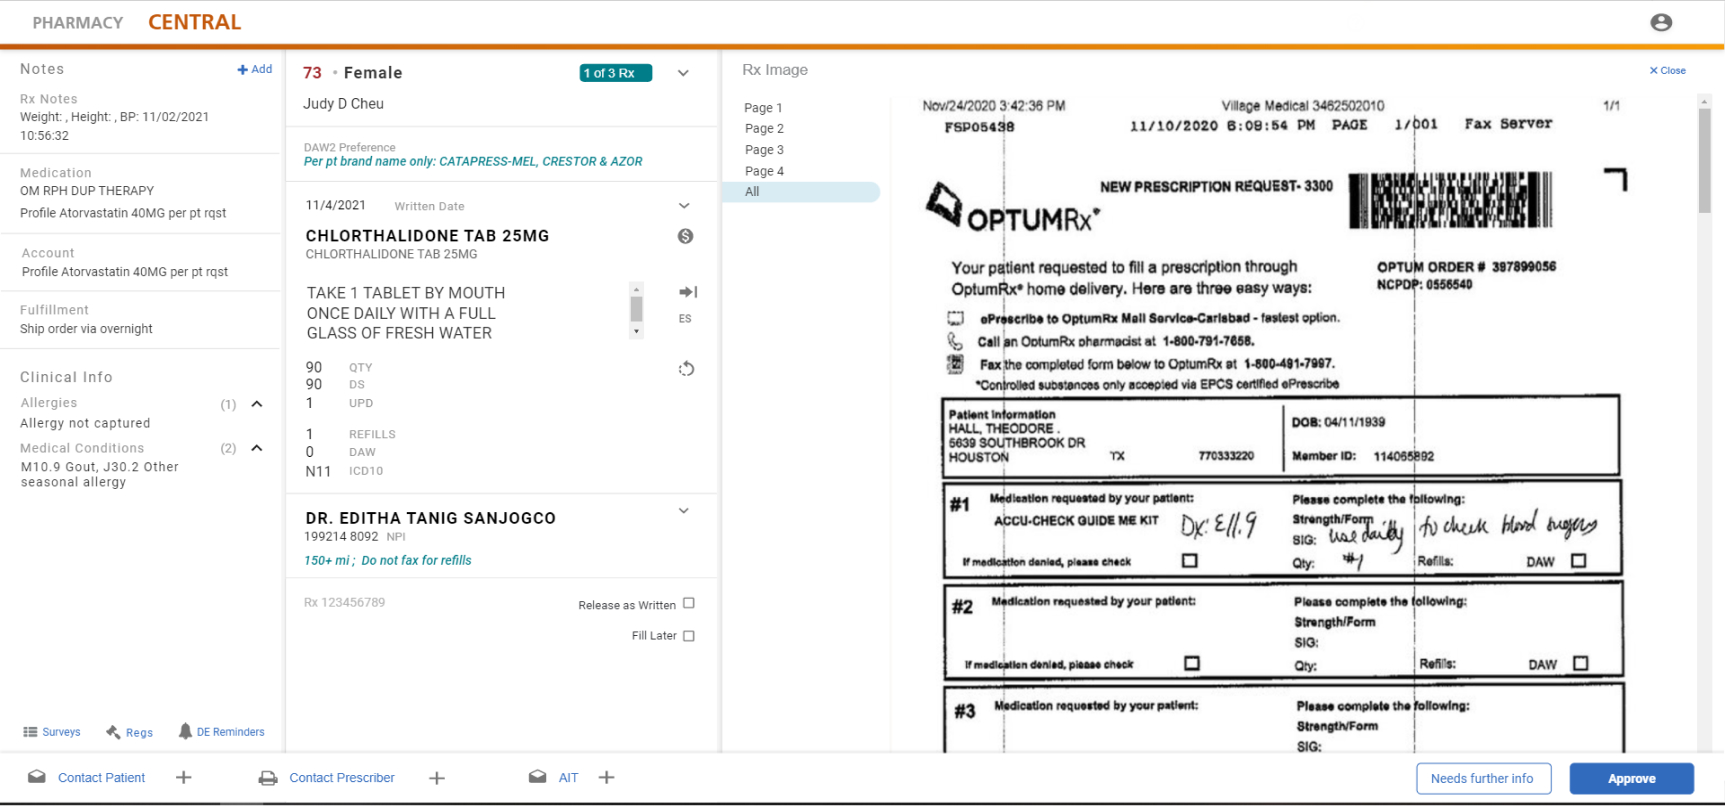 PHARMACY CENTRAL
Notes
+ Add
Rx Notes
Weight: , Height: , BP: 11/02/2021
10:56:32
Medication
OM RPH DUP THERAPY
Profile Atorvastatin 40MG per pt rqst
Account
Profile Atorvastatin 40MG per pt rqst
Fulfillment
Ship order via overnight
Clinical Info
Allergies (1)
Allergy not captured
Medical Conditions (2)
M10.9 Gout, J30.2 Other
seasonal allergy
Surveys Regs DE Reminders
73 • Female 1 of 3 Rx
Judy D Cheu
DAW2 Preference
Per pt brand name only: CATAPRESS-MEL, CRESTOR & AZOR
11/4/2021 Written Date
CHLORTHALIDONE TAB 25MG
CHLORTHALIDONE TAB 25MG
TAKE 1 TABLET BY MOUTH
ONCE DAILY WITH A FULL
GLASS OF FRESH WATER
ES
90 QTY
90 DS
1 UPD
1 REFILLS
0 DAW
N11 ICD10
DR. EDITHA TANIG SANJOGCO
199214 8092 NPI
150+ mi ; Do not fax for refills
Rx 123456789
Release as Written
Fill Later
Rx Image
× Close
Page 1
Page 2
Page 3
Page 4
All
Nov/24/2020 3:42:36 PM Village Medical 3462502010 1/1
FSP05438 11/10/2020 6:09:54 PM PAGE 1/001 Fax Server
NEW PRESCRIPTION REQUEST- 3300
OPTUMRx®
Your patient requested to fill a prescription through
OptumRx® home delivery. Here are three easy ways:
OPTUM ORDER # 397899056
NCPDP: 0556540
ePrescribe to OptumRx Mail Service-Carlsbad - fastest option.
Call an OptumRx pharmacist at 1-800-791-7658.
Fax the completed form below to OptumRx at 1-800-491-7997.
*Controlled substances only accepted via EPCS certified ePrescribe
Patient Information
HALL, THEODORE .
5639 SOUTHBROOK DR
HOUSTON TX 770333220
DOB: 04/11/1939
Member ID: 114065892
#1 Medication requested by your patient:
ACCU-CHECK GUIDE ME KIT Dx: E11.9
If medication denied, please check
Please complete the following:
Strength/Form
SIG: Use daily to check blood sugars
Qty: #1 Refills: DAW
#2 Medication requested by your patient:
If medication denied, please check
Please complete the following:
Strength/Form
SIG:
Qty: Refills: DAW
#3 Medication requested by your patient:
Please complete the following:
Strength/Form
SIG:
Contact Patient + Contact Prescriber + AIT +
Needs further info Approve